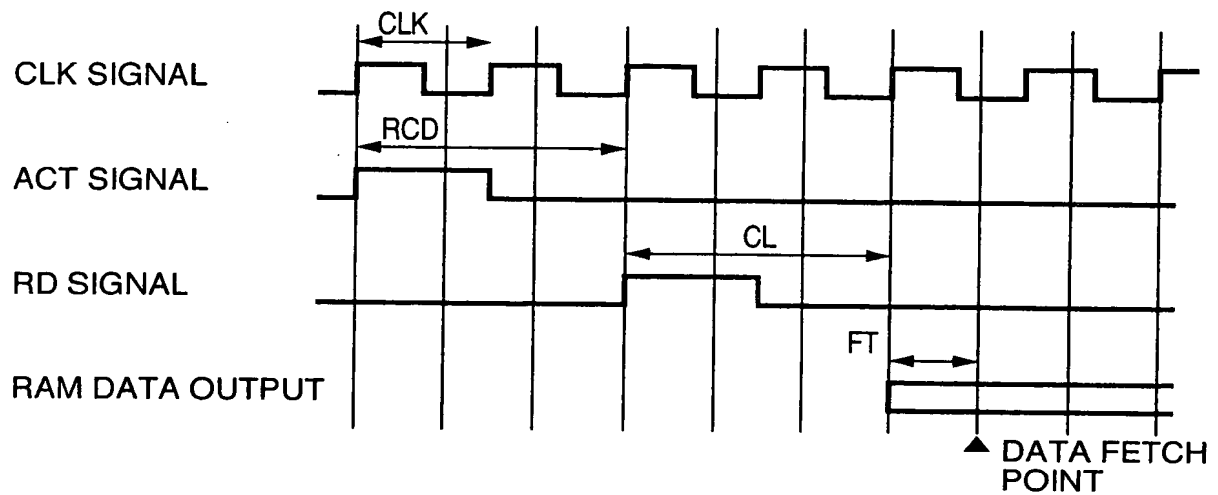 CLK
CLK SIGNAL
RCD
ACT SIGNAL
CL
RD SIGNAL
FT
RAM DATA OUTPUT
DATA FETCH
POINT